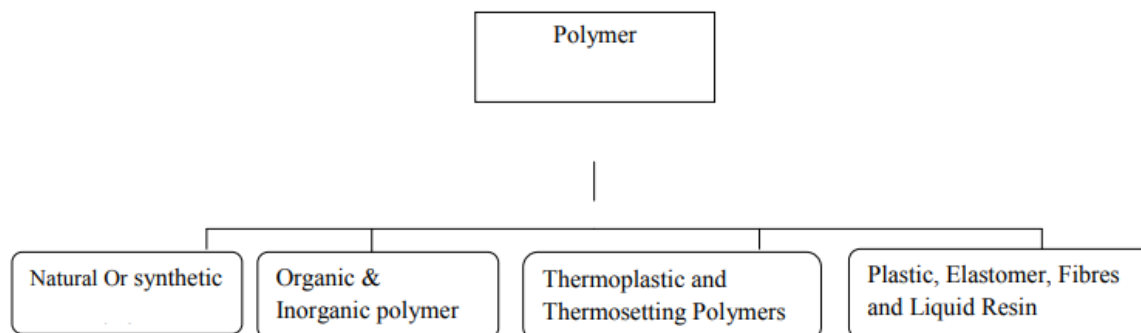 Polymer
Natural Or synthetic
Organic &
Inorganic polymer
Thermoplastic and
Thermosetting Polymers
Plastic, Elastomer, Fibres
and Liquid Resin